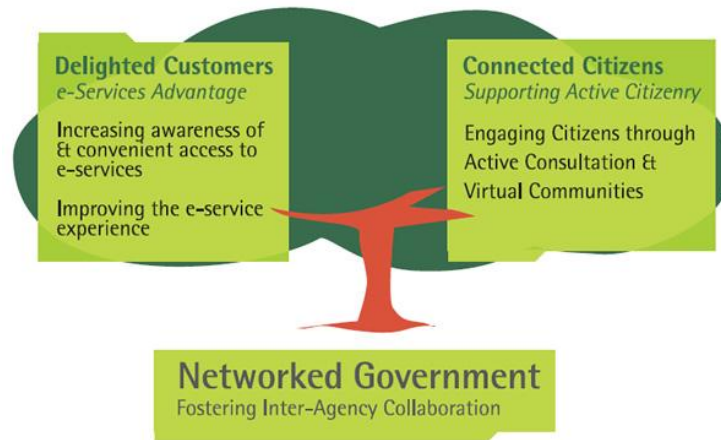 Delighted Customers
e-Services Advantage
Increasing awareness of
& convenient access to
e-services
Improving the e-service
experience
Connected Citizens
Supporting Active Citizenry
Engaging Citizens through
Active Consultation &
Virtual Communities
Networked Government
Fostering Inter-Agency Collaboration